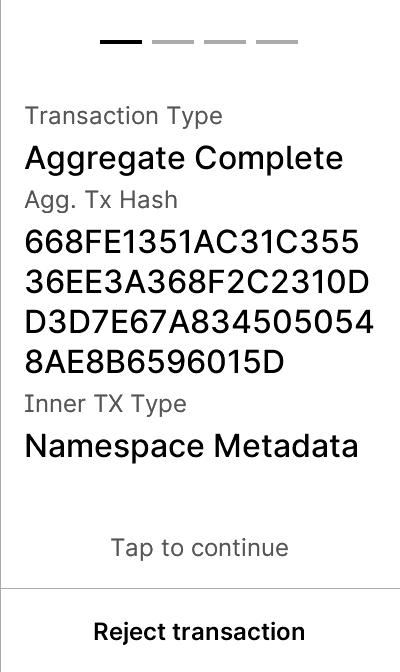 Transaction Type
Aggregate Complete
Agg. Tx Hash
668FE1351AC31C355
36EE3A368F2C2310D
D3D7E67A834505054
8AE8B6596015D
Inner TX Type
Namespace Metadata
Tap to continue
Reject transaction